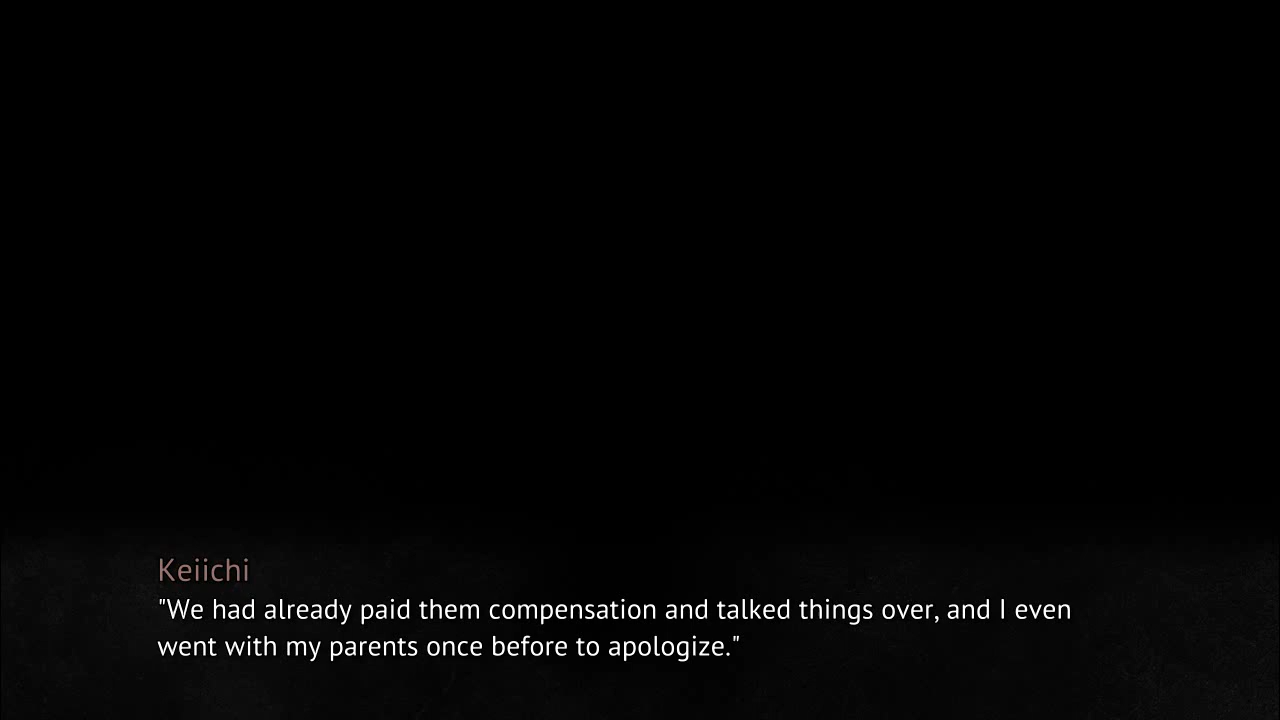 Keiichi
"We had already paid them compensation and talked things over, and I even
went with my parents once before to apologize."